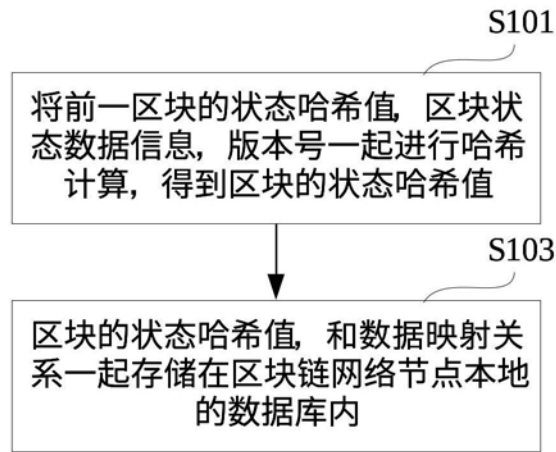 S101
将前一区块的状态哈希值，区块状
态数据信息，版本号一起进行哈希
计算，得到区块的状态哈希值
S103
区块的状态哈希值，和数据映射关
系一起存储在区块链网络节点本地
的数据库内